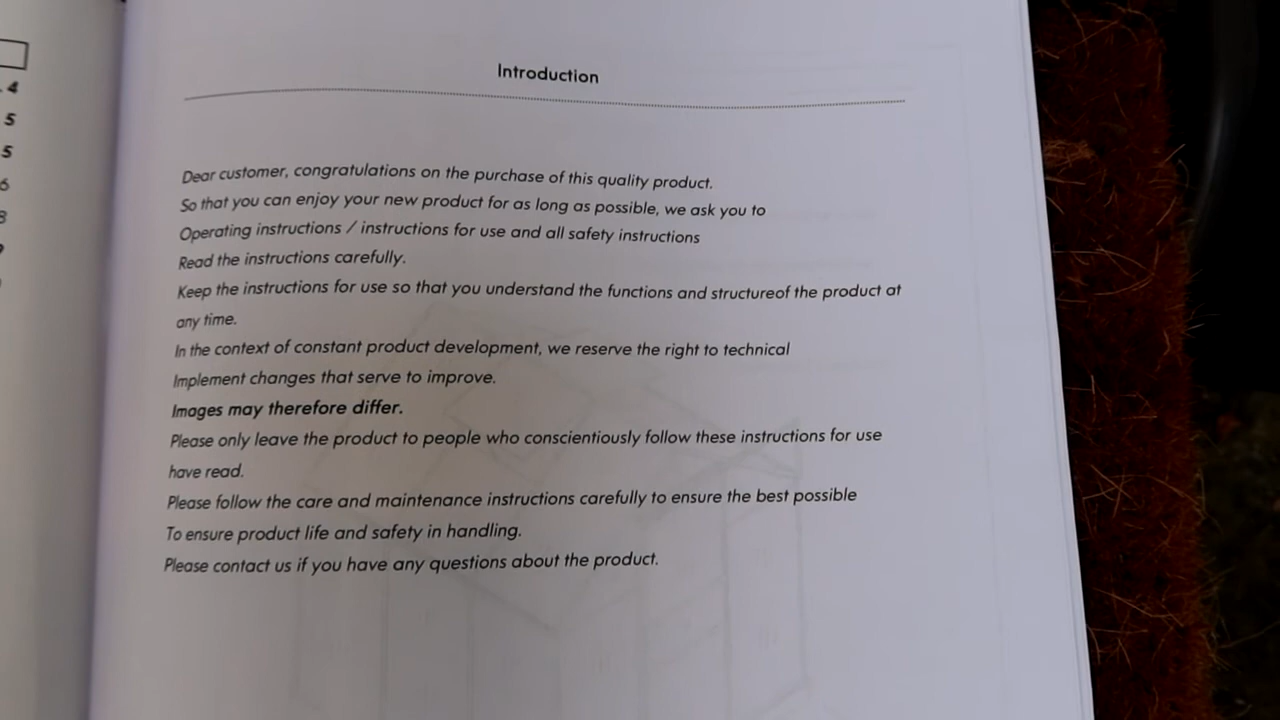 Introduction
Dear customer, congratulations on the purchase of this quality product.
So that you can enjoy your new product for as long as possible, we ask you to
Operating instructions / instructions for use and all safety instructions
Read the instructions carefully.
Keep the instructions for use so that you understand the functions and structureof the product at
any time.
In the context of constant product development, we reserve the right to technical
Implement changes that serve to improve.
Images may therefore differ.
Please only leave the product to people who conscientiously follow these instructions for use
have read.
Please follow the care and maintenance instructions carefully to ensure the best possible
To ensure product life and safety in handling.
Please contact us if you have any questions about the product.
4
5
5
6
8